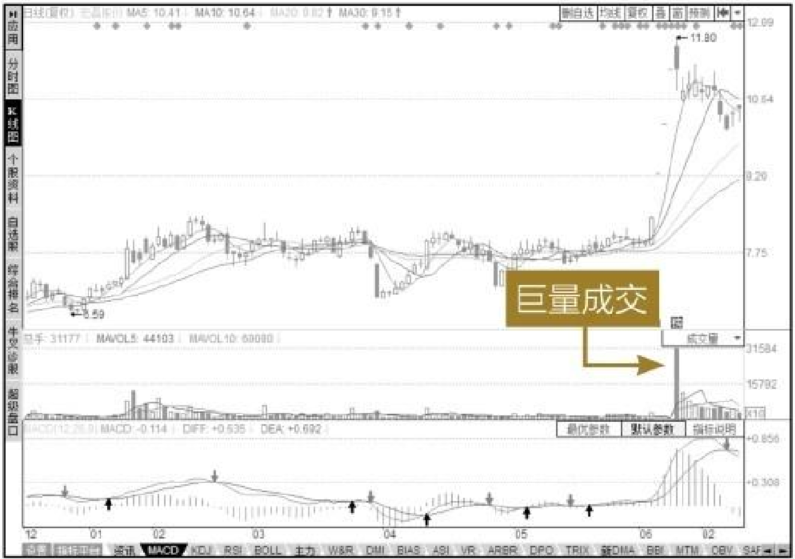 日线(复权) MA5: 10.41 MA10: 10.64 MA20: 9.82 MA30: 9.15
删自选 均线 复权 叠 窗 预测
应用
分时图
K线图
个股资料
自选股
综合排名
牛叉诊股
超级盘口
12.09
11.80
10.64
9.20
7.75
6.59
巨量成交
总手: 31177 MAVOL5: 44103 MAVOL10: 60080
成交量
31584
15792
X10
MACD(12,26,9) MACD: -0.114 DIFF: +0.635 DEA: +0.692
最优参数 默认参数 指标说明
+0.856
+0.308
12 01 02 03 04 05 06 02
设置 指标平台 资讯 MACD KDJ RSI BOLL 主力 W&R DMI BIAS ASI VR ARBR DPO TRIX 新DMA BBI MTM OBV SAR